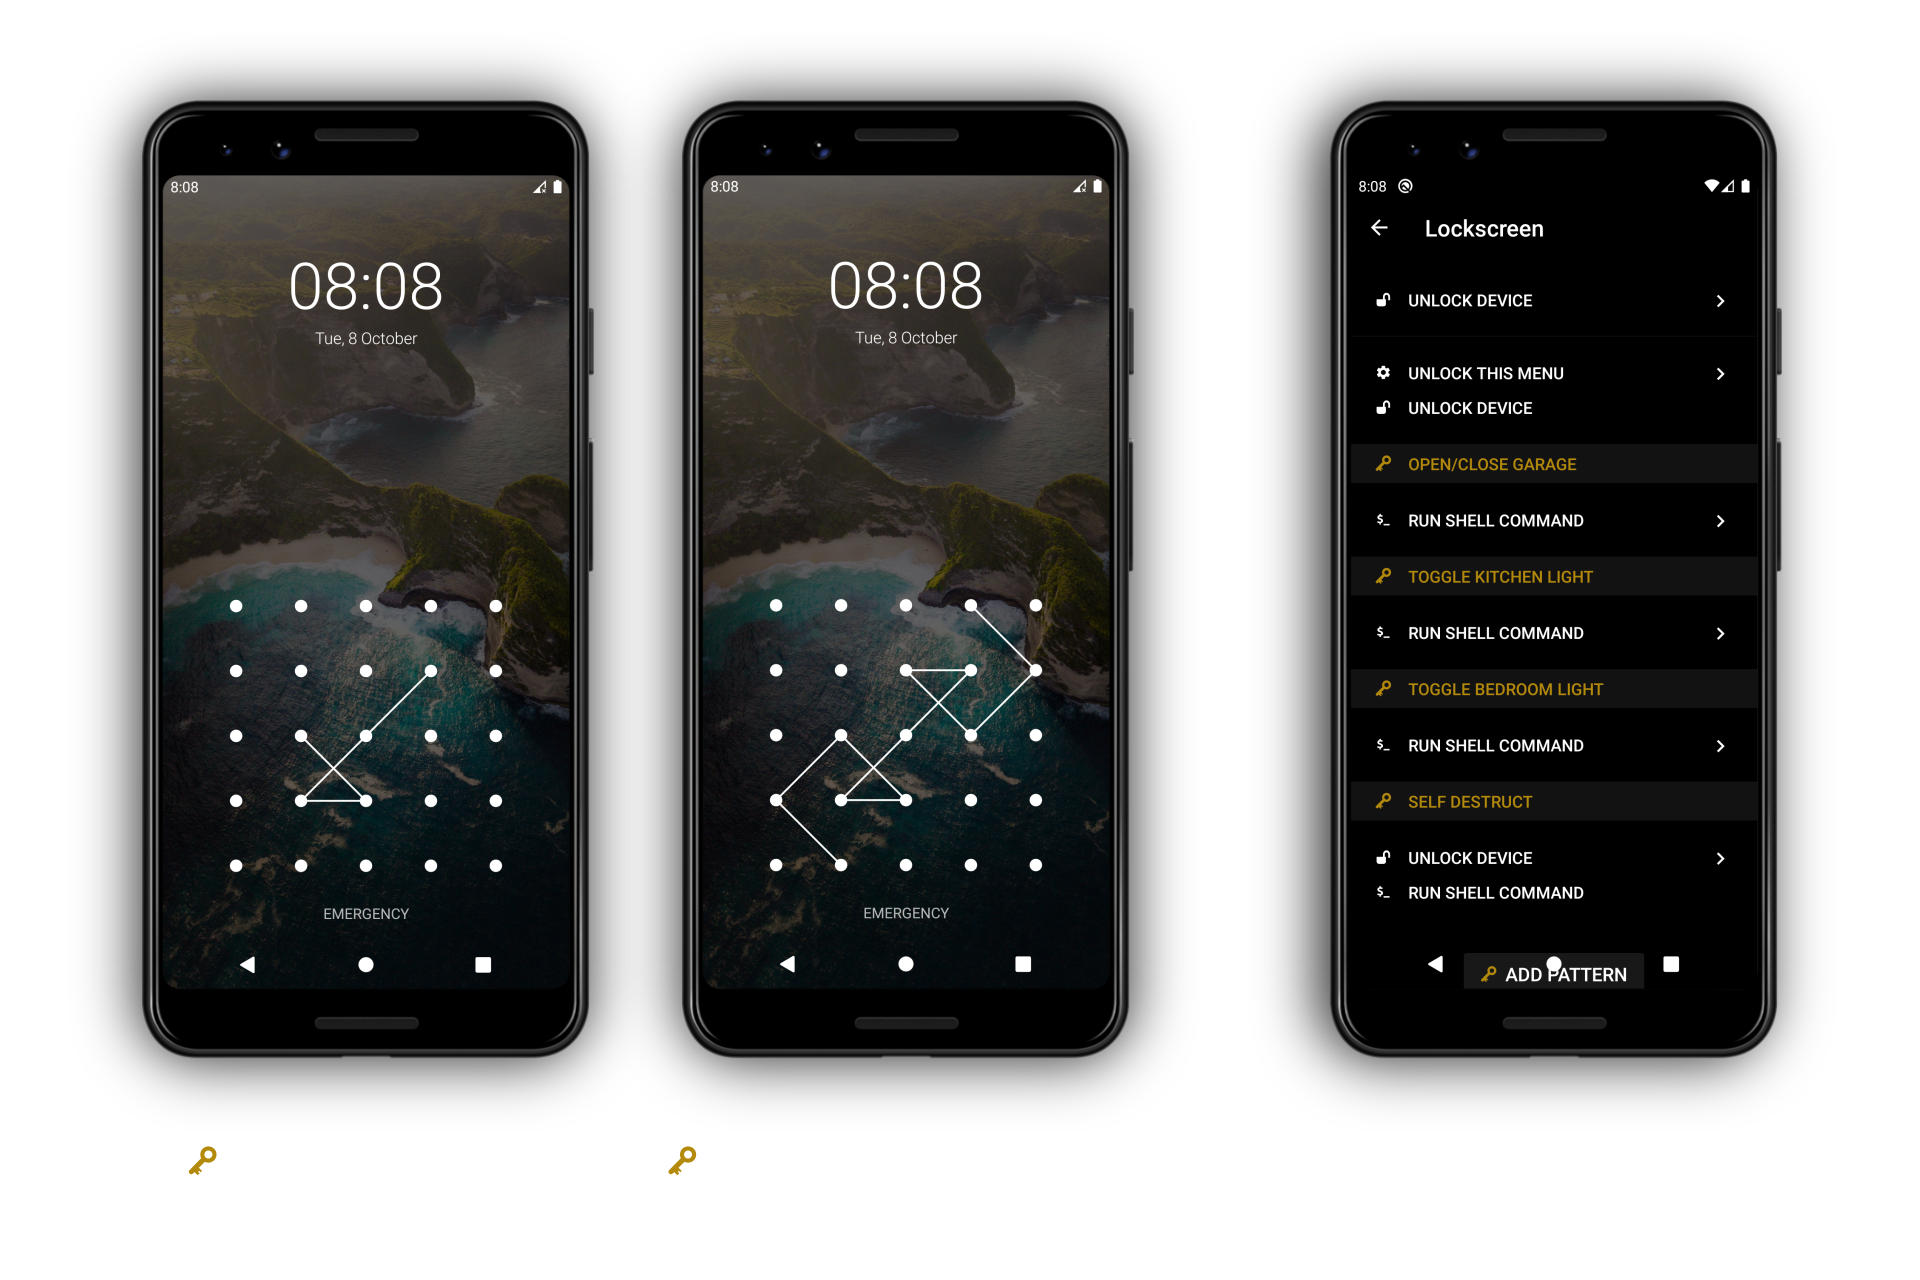 8:08
08:08
Tue, 8 October
EMERGENCY
8:08
08:08
Tue, 8 October
EMERGENCY
8:08
Lockscreen
UNLOCK DEVICE
UNLOCK THIS MENU
UNLOCK DEVICE
OPEN/CLOSE GARAGE
$_ RUN SHELL COMMAND
TOGGLE KITCHEN LIGHT
$_ RUN SHELL COMMAND
TOGGLE BEDROOM LIGHT
$_ RUN SHELL COMMAND
SELF DESTRUCT
UNLOCK DEVICE
$_ RUN SHELL COMMAND
ADD PATTERN